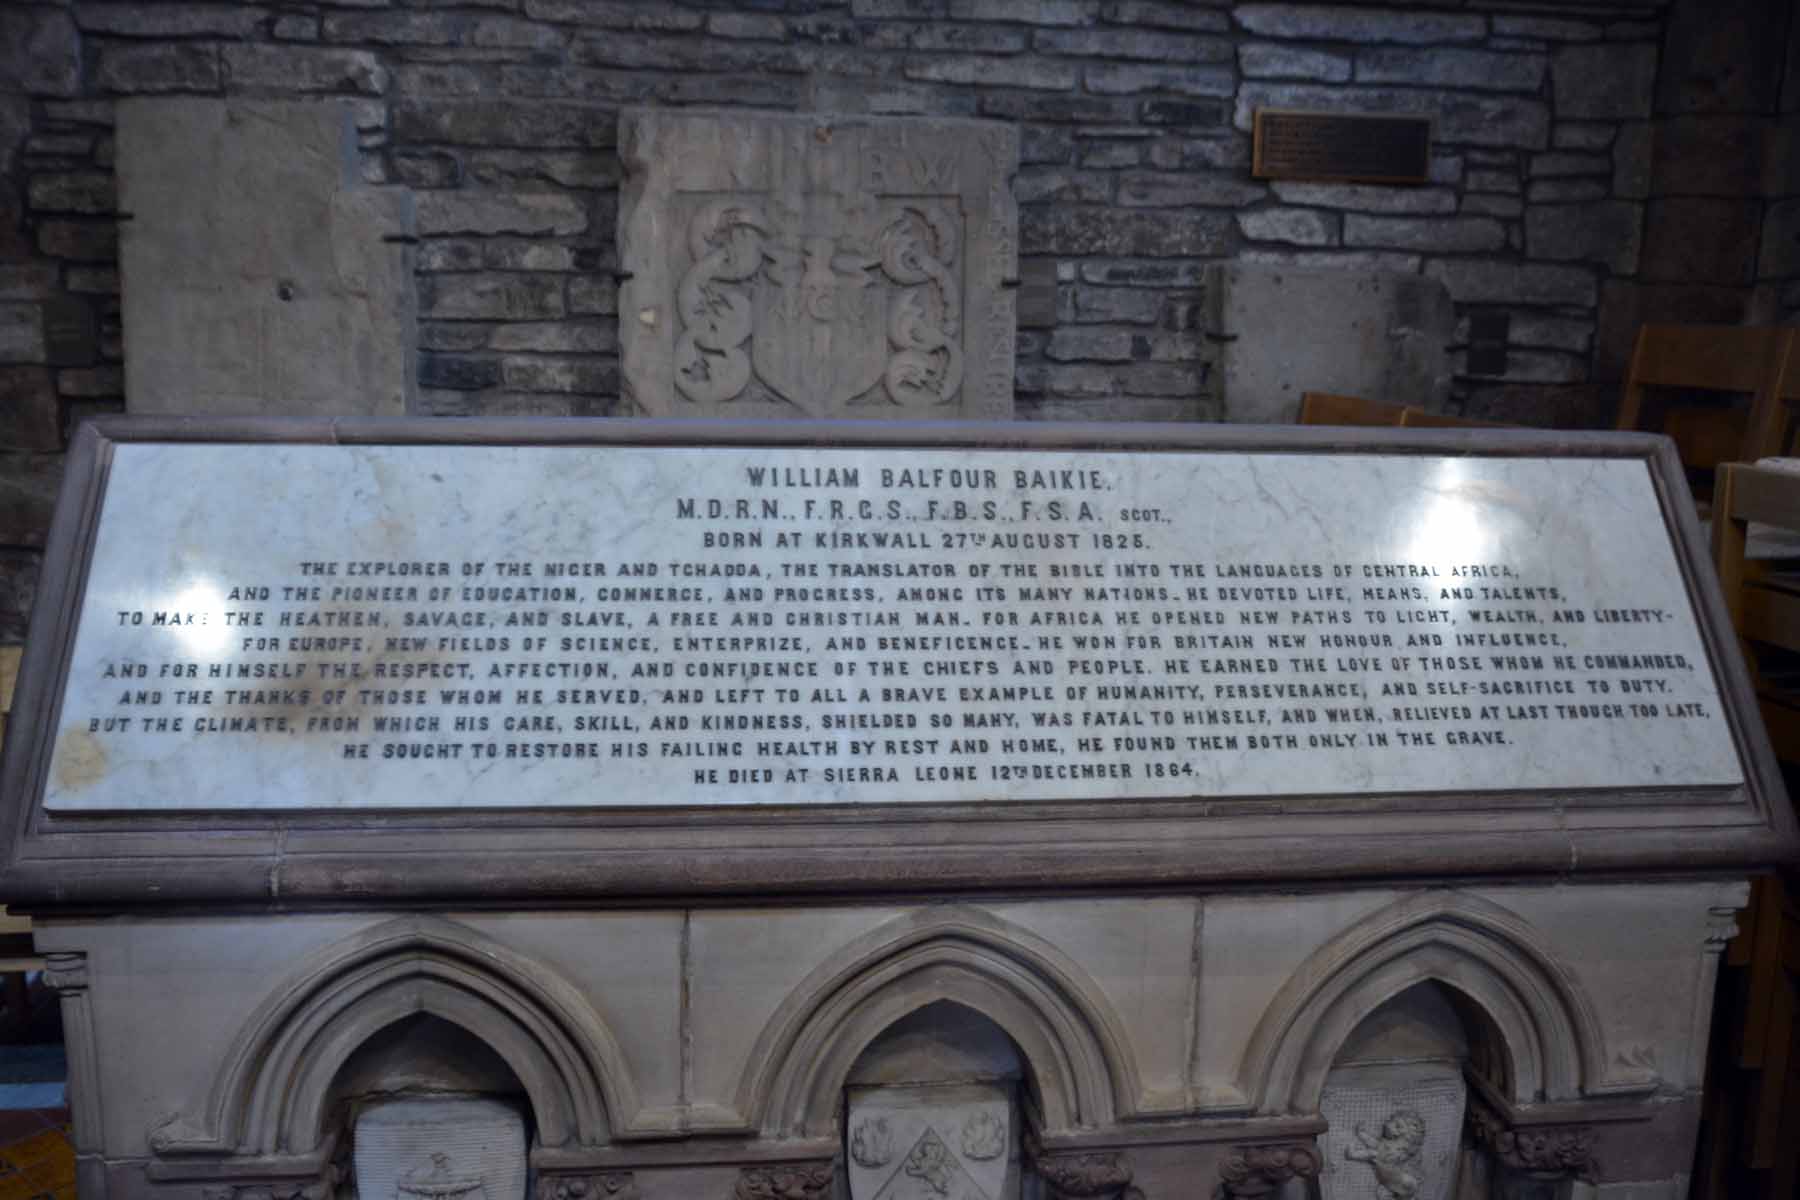 R W
WILLIAM BALFOUR BAIKIE.
M.D.R.N., F.R.C.S., F.B.S., F.S.A. SCOT.,
BORN AT KIRKWALL 27TH AUGUST 1825.
THE EXPLORER OF THE NIGER AND TCHADDA, THE TRANSLATOR OF THE BIBLE INTO THE LANGUAGES OF CENTRAL AFRICA,
AND THE PIONEER OF EDUCATION, COMMERCE, AND PROGRESS, AMONG ITS MANY NATIONS_HE DEVOTED LIFE, MEANS, AND TALENTS,
TO MAKE THE HEATHEN, SAVAGE, AND SLAVE, A FREE AND CHRISTIAN MAN_ FOR AFRICA HE OPENED NEW PATHS TO LIGHT, WEALTH, AND LIBERTY-
FOR EUROPE, NEW FIELDS OF SCIENCE, ENTERPRIZE, AND BENEFICENCE_HE WON FOR BRITAIN NEW HONOUR AND INFLUENCE,
AND FOR HIMSELF THE RESPECT, AFFECTION, AND CONFIDENCE OF THE CHIEFS AND PEOPLE. HE EARNED THE LOVE OF THOSE WHOM HE COMMANDED,
AND THE THANKS OF THOSE WHOM HE SERVED, AND LEFT TO ALL A BRAVE EXAMPLE OF HUMANITY, PERSEVERANCE, AND SELF-SACRIFICE TO DUTY.
BUT THE CLIMATE, FROM WHICH HIS CARE, SKILL, AND KINDNESS, SHIELDED SO MANY, WAS FATAL TO HIMSELF, AND WHEN, RELIEVED AT LAST THOUGH TOO LATE,
HE SOUGHT TO RESTORE HIS FAILING HEALTH BY REST AND HOME, HE FOUND THEM BOTH ONLY IN THE GRAVE.
HE DIED AT SIERRA LEONE 12TH DECEMBER 1864.